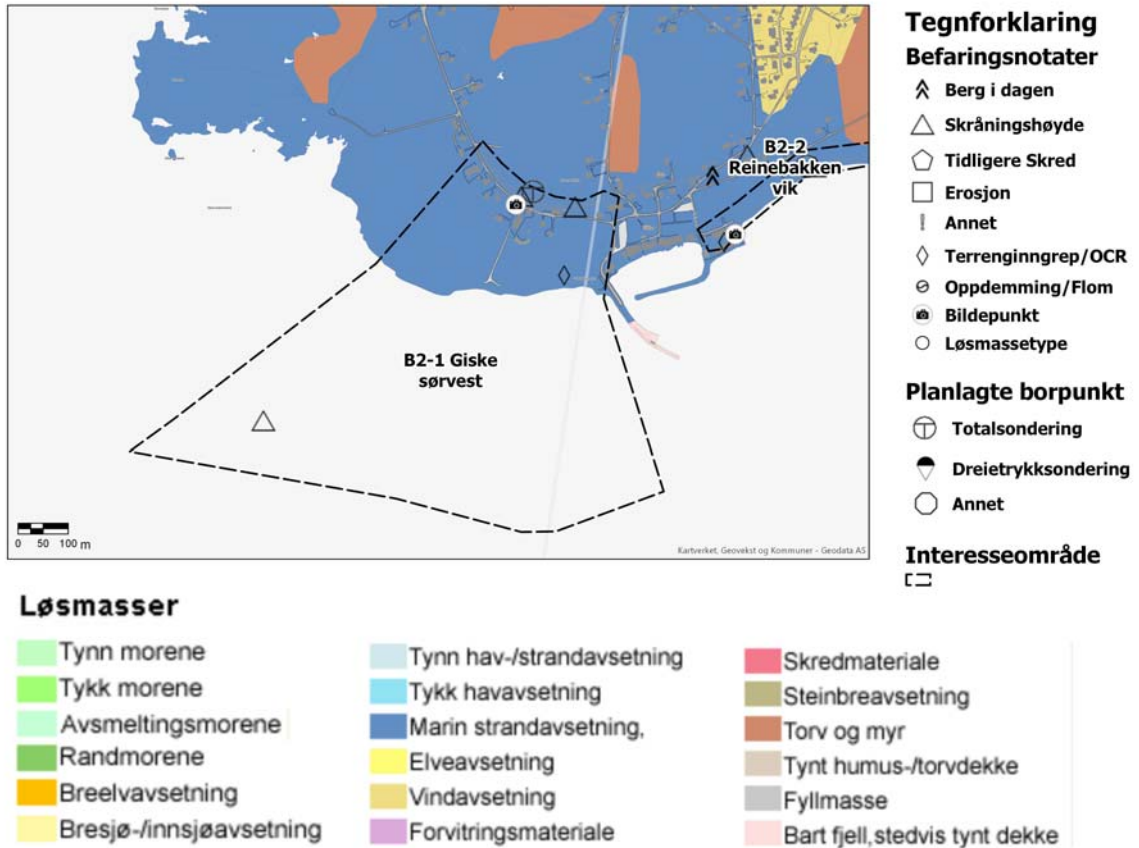 B2-2
Reinebakken
vik
B2-1 Giske
sørvest
0 50 100 m
Kartverket, Geovekst og Kommuner - Geodata AS
Tegnforklaring
Befaringsnotater
Berg i dagen
Skråningshøyde
Tidligere Skred
Erosjon
Annet
Terrenginngrep/OCR
Oppdemming/Flom
Bildepunkt
Løsmassetype
Planlagte borpunkt
Totalsondering
Dreietrykksondering
Annet
Interesseområde
Løsmasser
Tynn morene
Tykk morene
Avsmeltingsmorene
Randmorene
Breelvavsetning
Bresjø-/innsjøavsetning
Tynn hav-/strandavsetning
Tykk havavsetning
Marin strandavsetning,
Elveavsetning
Vindavsetning
Forvitringsmateriale
Skredmateriale
Steinbreavsetning
Torv og myr
Tynt humus-/torvdekke
Fyllmasse
Bart fjell,stedvis tynt dekke